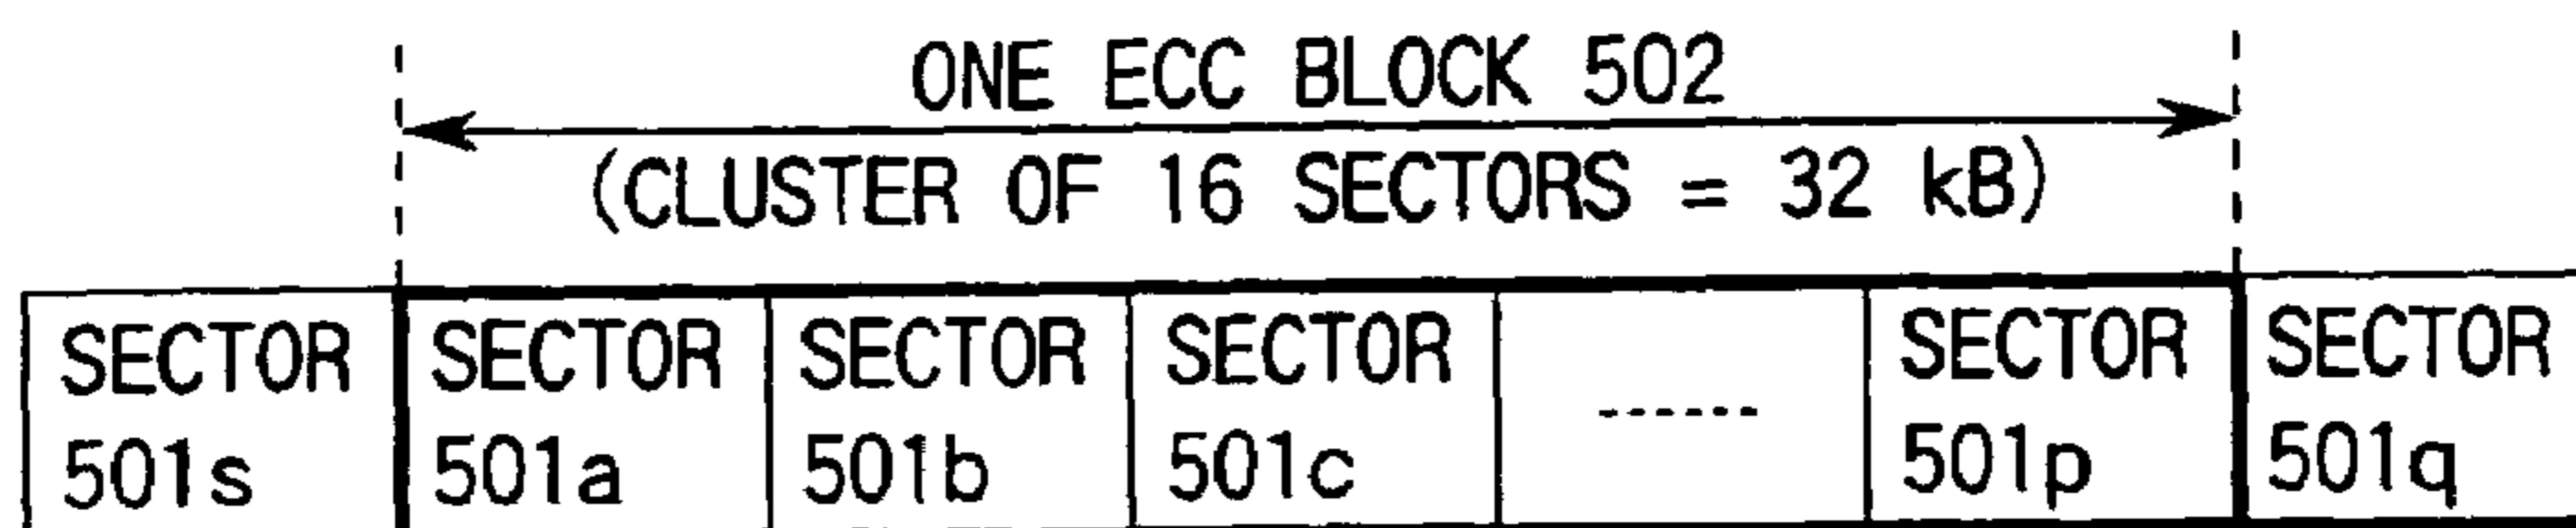 ONE ECC BLOCK 502
(CLUSTER OF 16 SECTORS = 32 kB)
SECTOR SECTOR SECTOR SECTOR ------ SECTOR SECTOR
501s 501a 501b 501c 501p 501q